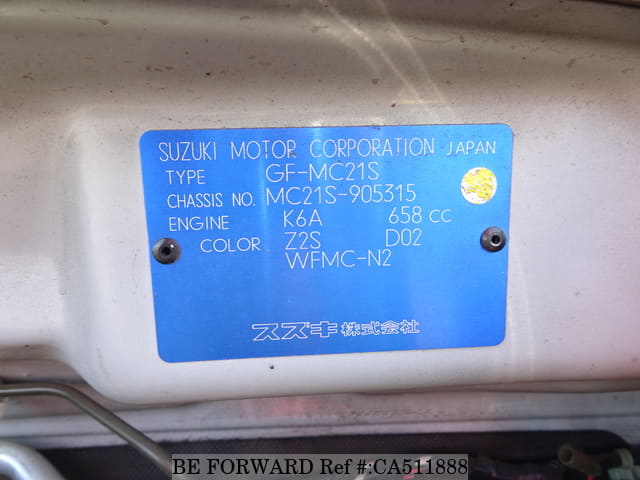 SUZUKI MOTOR CORPORATION JAPAN
TYPE GF-MC21S
CHASSIS NO. MC21S-905315
ENGINE K6A 658 CC
COLOR Z2S D02
WFMC-N2
スズキ株式会社
BE FORWARD Ref #:CA511888